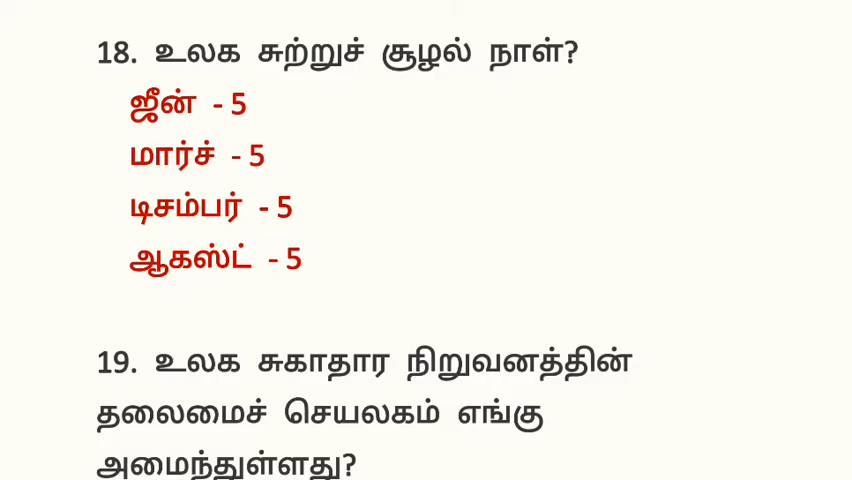 18. உலக சுற்றுச் சூழல் நாள்?
ஜீன் - 5
மார்ச் - 5
டிசம்பர் - 5
ஆகஸ்ட் - 5
19. உலக சுகாதார நிறுவனத்தின்
தலைமைச் செயலகம் எங்கு
அமைந்துள்ளது?